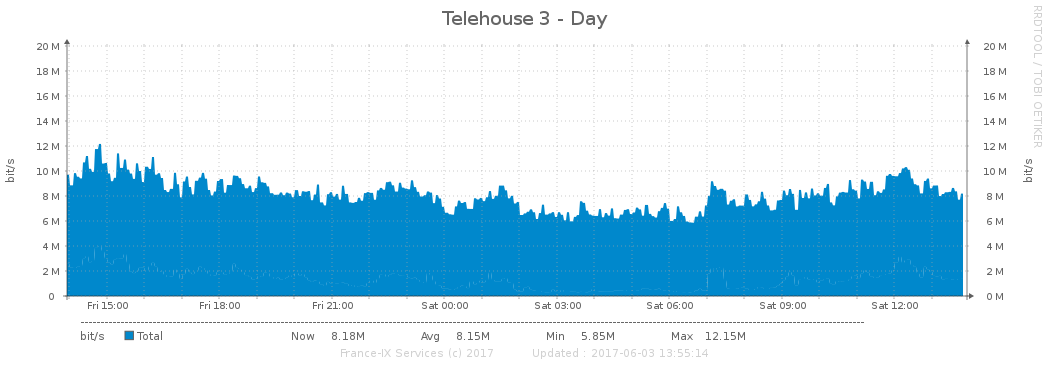 Telehouse 3 - Day
RRDTOOL / TOBI OETIKER
bit/s
20 M 20 M
18 M 18 M
16 M 16 M
14 M 14 M
12 M 12 M
10 M 10 M
8 M 8 M
6 M 6 M
4 M 4 M
2 M 2 M
0 0 M
bit/s
Fri 15:00 Fri 18:00 Fri 21:00 Sat 00:00 Sat 03:00 Sat 06:00 Sat 09:00 Sat 12:00
bit/s Total Now 8.18M Avg 8.15M Min 5.85M Max 12.15M
France-IX Services (c) 2017 Updated : 2017-06-03 13:55:14